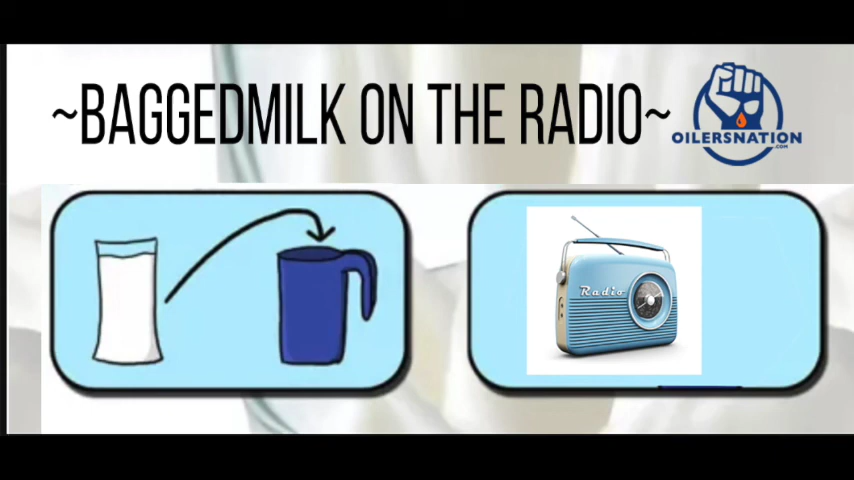 ~BAGGEDMILK ON THE RADIO~
OILERSNATION
.COM
Radio